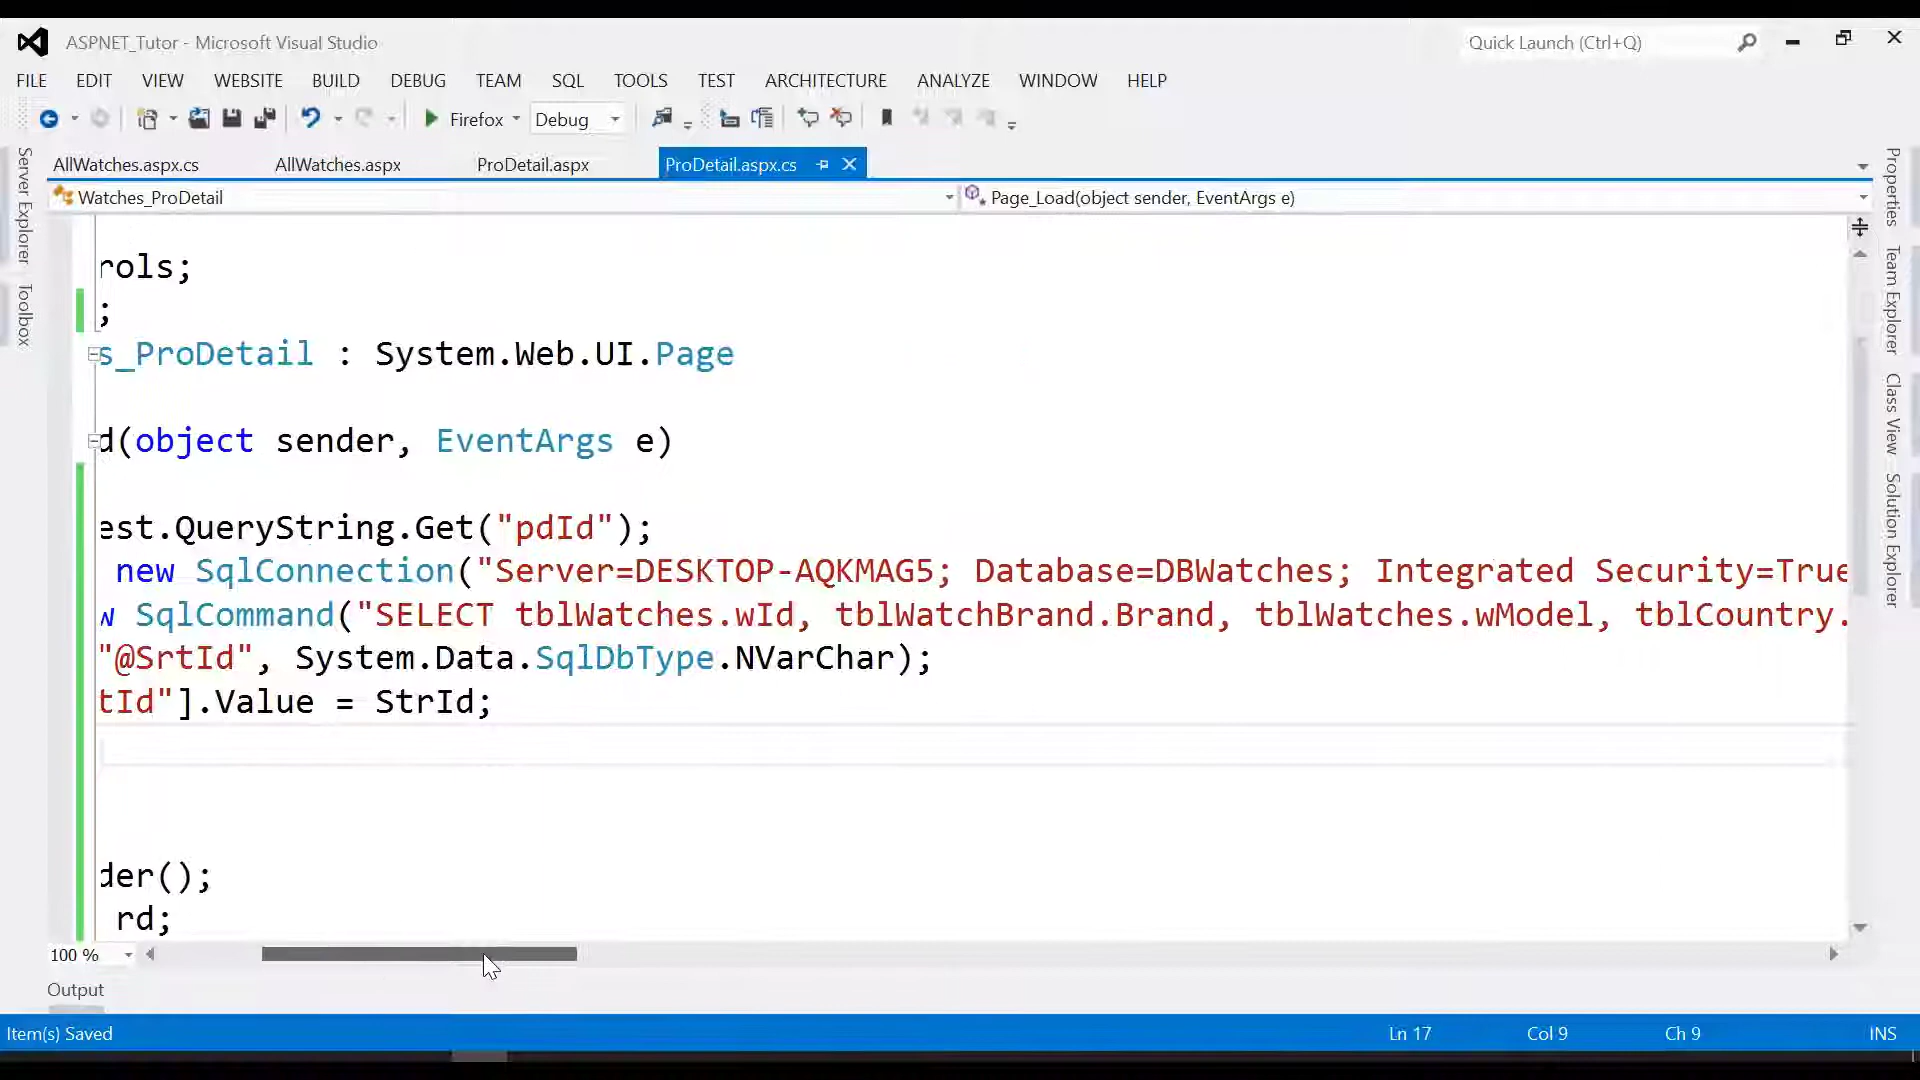 ASPNET_Tutor - Microsoft Visual Studio
Quick Launch (Ctrl+Q)
FILE EDIT VIEW WEBSITE BUILD DEBUG TEAM SQL TOOLS TEST ARCHITECTURE ANALYZE WINDOW HELP
Firefox Debug
AllWatches.aspx.cs AllWatches.aspx ProDetail.aspx ProDetail.aspx.cs
Watches_ProDetail Page_Load(object sender, EventArgs e)
Server Explorer
Toolbox
rols;
;
s_ProDetail : System.Web.UI.Page
d(object sender, EventArgs e)
est.QueryString.Get("pdId");
new SqlConnection("Server=DESKTOP-AQKMAG5; Database=DBWatches; Integrated Security=True
w SqlCommand("SELECT tblWatches.wId, tblWatchBrand.Brand, tblWatches.wModel, tblCountry.
"@SrtId", System.Data.SqlDbType.NVarChar);
tId"].Value = StrId;
der();
rd;
Properties
Team Explorer
Class View
Solution Explorer
100 %
Output
Item(s) Saved Ln 17 Col 9 Ch 9 INS